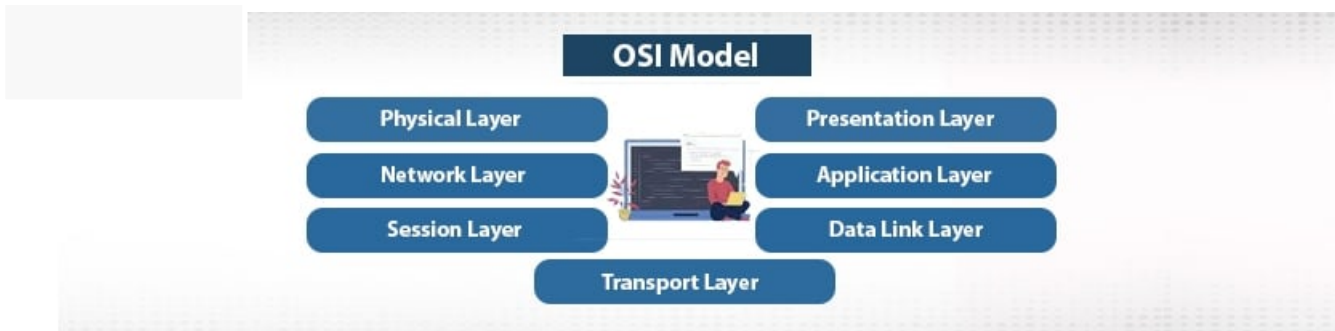 OSI Model
Physical Layer
Presentation Layer
Network Layer
Application Layer
Session Layer
Data Link Layer
Transport Layer